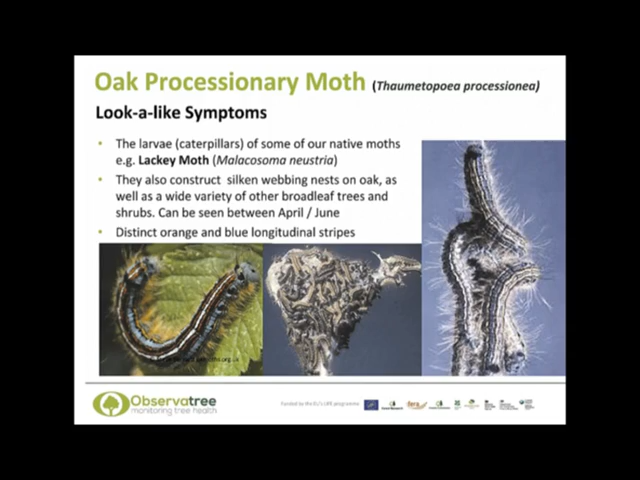 Oak Processionary Moth (Thaumetopoea processionea)
Look-a-like Symptoms
• The larvae (caterpillars) of some of our native moths
e.g. Lackey Moth (Malacosoma neustria)
• They also construct silken webbing nests on oak, as
well as a wide variety of other broadleaf trees and
shrubs. Can be seen between April / June
• Distinct orange and blue longitudinal stripes
Observatree
monitoring tree health
Funded by the EU's LIFE programme
fera